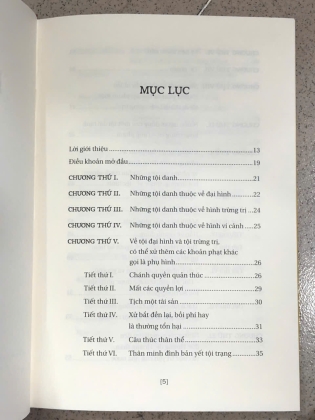 MỤC LỤC
Lời giới thiệu 13
Điều khoản mở đầu 19
CHƯƠNG THỨ I. Những tội danh 21
CHƯƠNG THỨ II. Những tội danh thuộc về đại hình 22
CHƯƠNG THỨ III. Những tội danh thuộc về hình trừng trị 24
CHƯƠNG THỨ IV. Những tội danh thuộc về hình vi cảnh 25
CHƯƠNG THỨ V. Về tội đại hình và tội trừng trị,
có thể xử thêm các khoản phạt khác
gọi là phụ hình 26
Tiết thứ I. Chánh quyền quản thúc 26
Tiết thứ II. Mất các quyền lợi 29
Tiết thứ III. Tịch một tài sản 30
Tiết thứ IV. Xử bắt đền lại, bồi phí hay
là thường tổn hại 31
Tiết thứ V. Câu thúc thân thể 33
Tiết thứ VI. Thân minh đính bản yết tội trạng 35
[5]